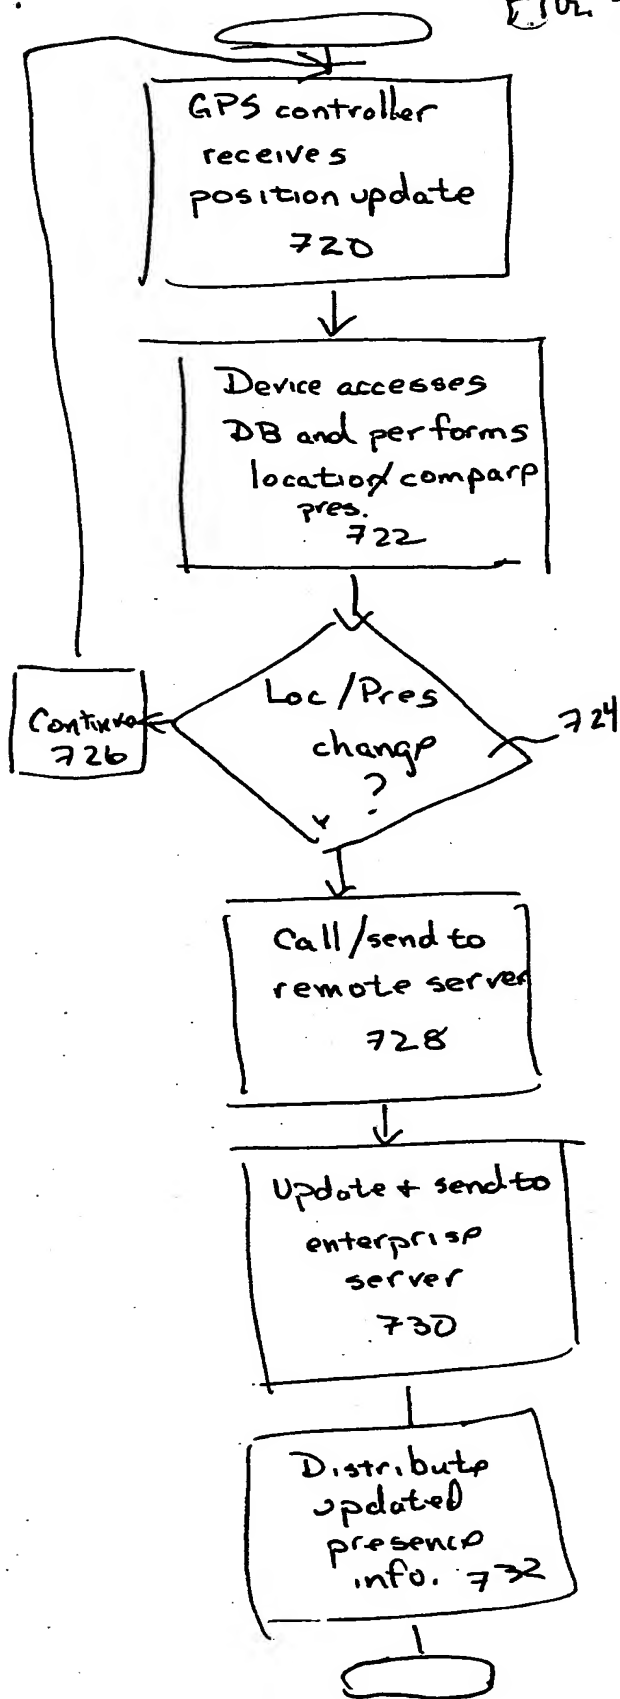 GPS controller
receives
position update
720
Device accesses
DB and performs
location/compare
pres.
722
Loc/Pres
change
?
Y
724
Continue
726
Call/send to
remote server
728
Update + send to
enterprise
server
730
Distribute
updated
presence
info. 732